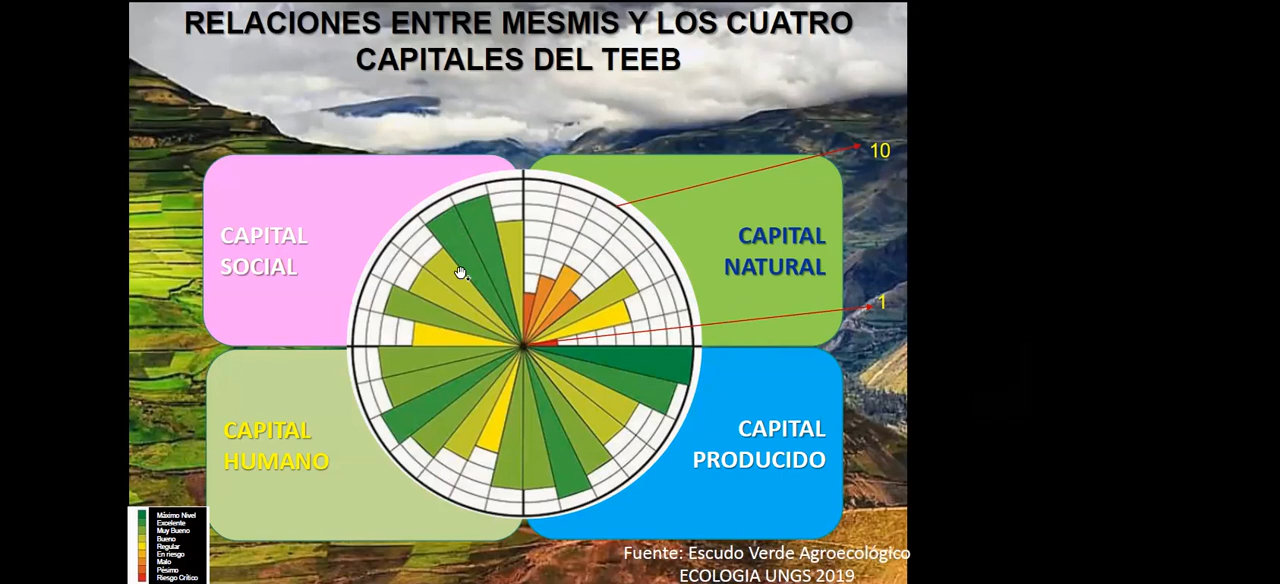 RELACIONES ENTRE MESMIS Y LOS CUATRO
CAPITALES DEL TEEB
10
CAPITAL
SOCIAL
CAPITAL
NATURAL
1
CAPITAL
HUMANO
CAPITAL
PRODUCIDO
Máximo Nivel
Excelente
Muy Bueno
Bueno
Regular
En riesgo
Malo
Pésimo
Riesgo Crítico
Fuente: Escudo Verde Agroecológico
ECOLOGIA UNGS 2019